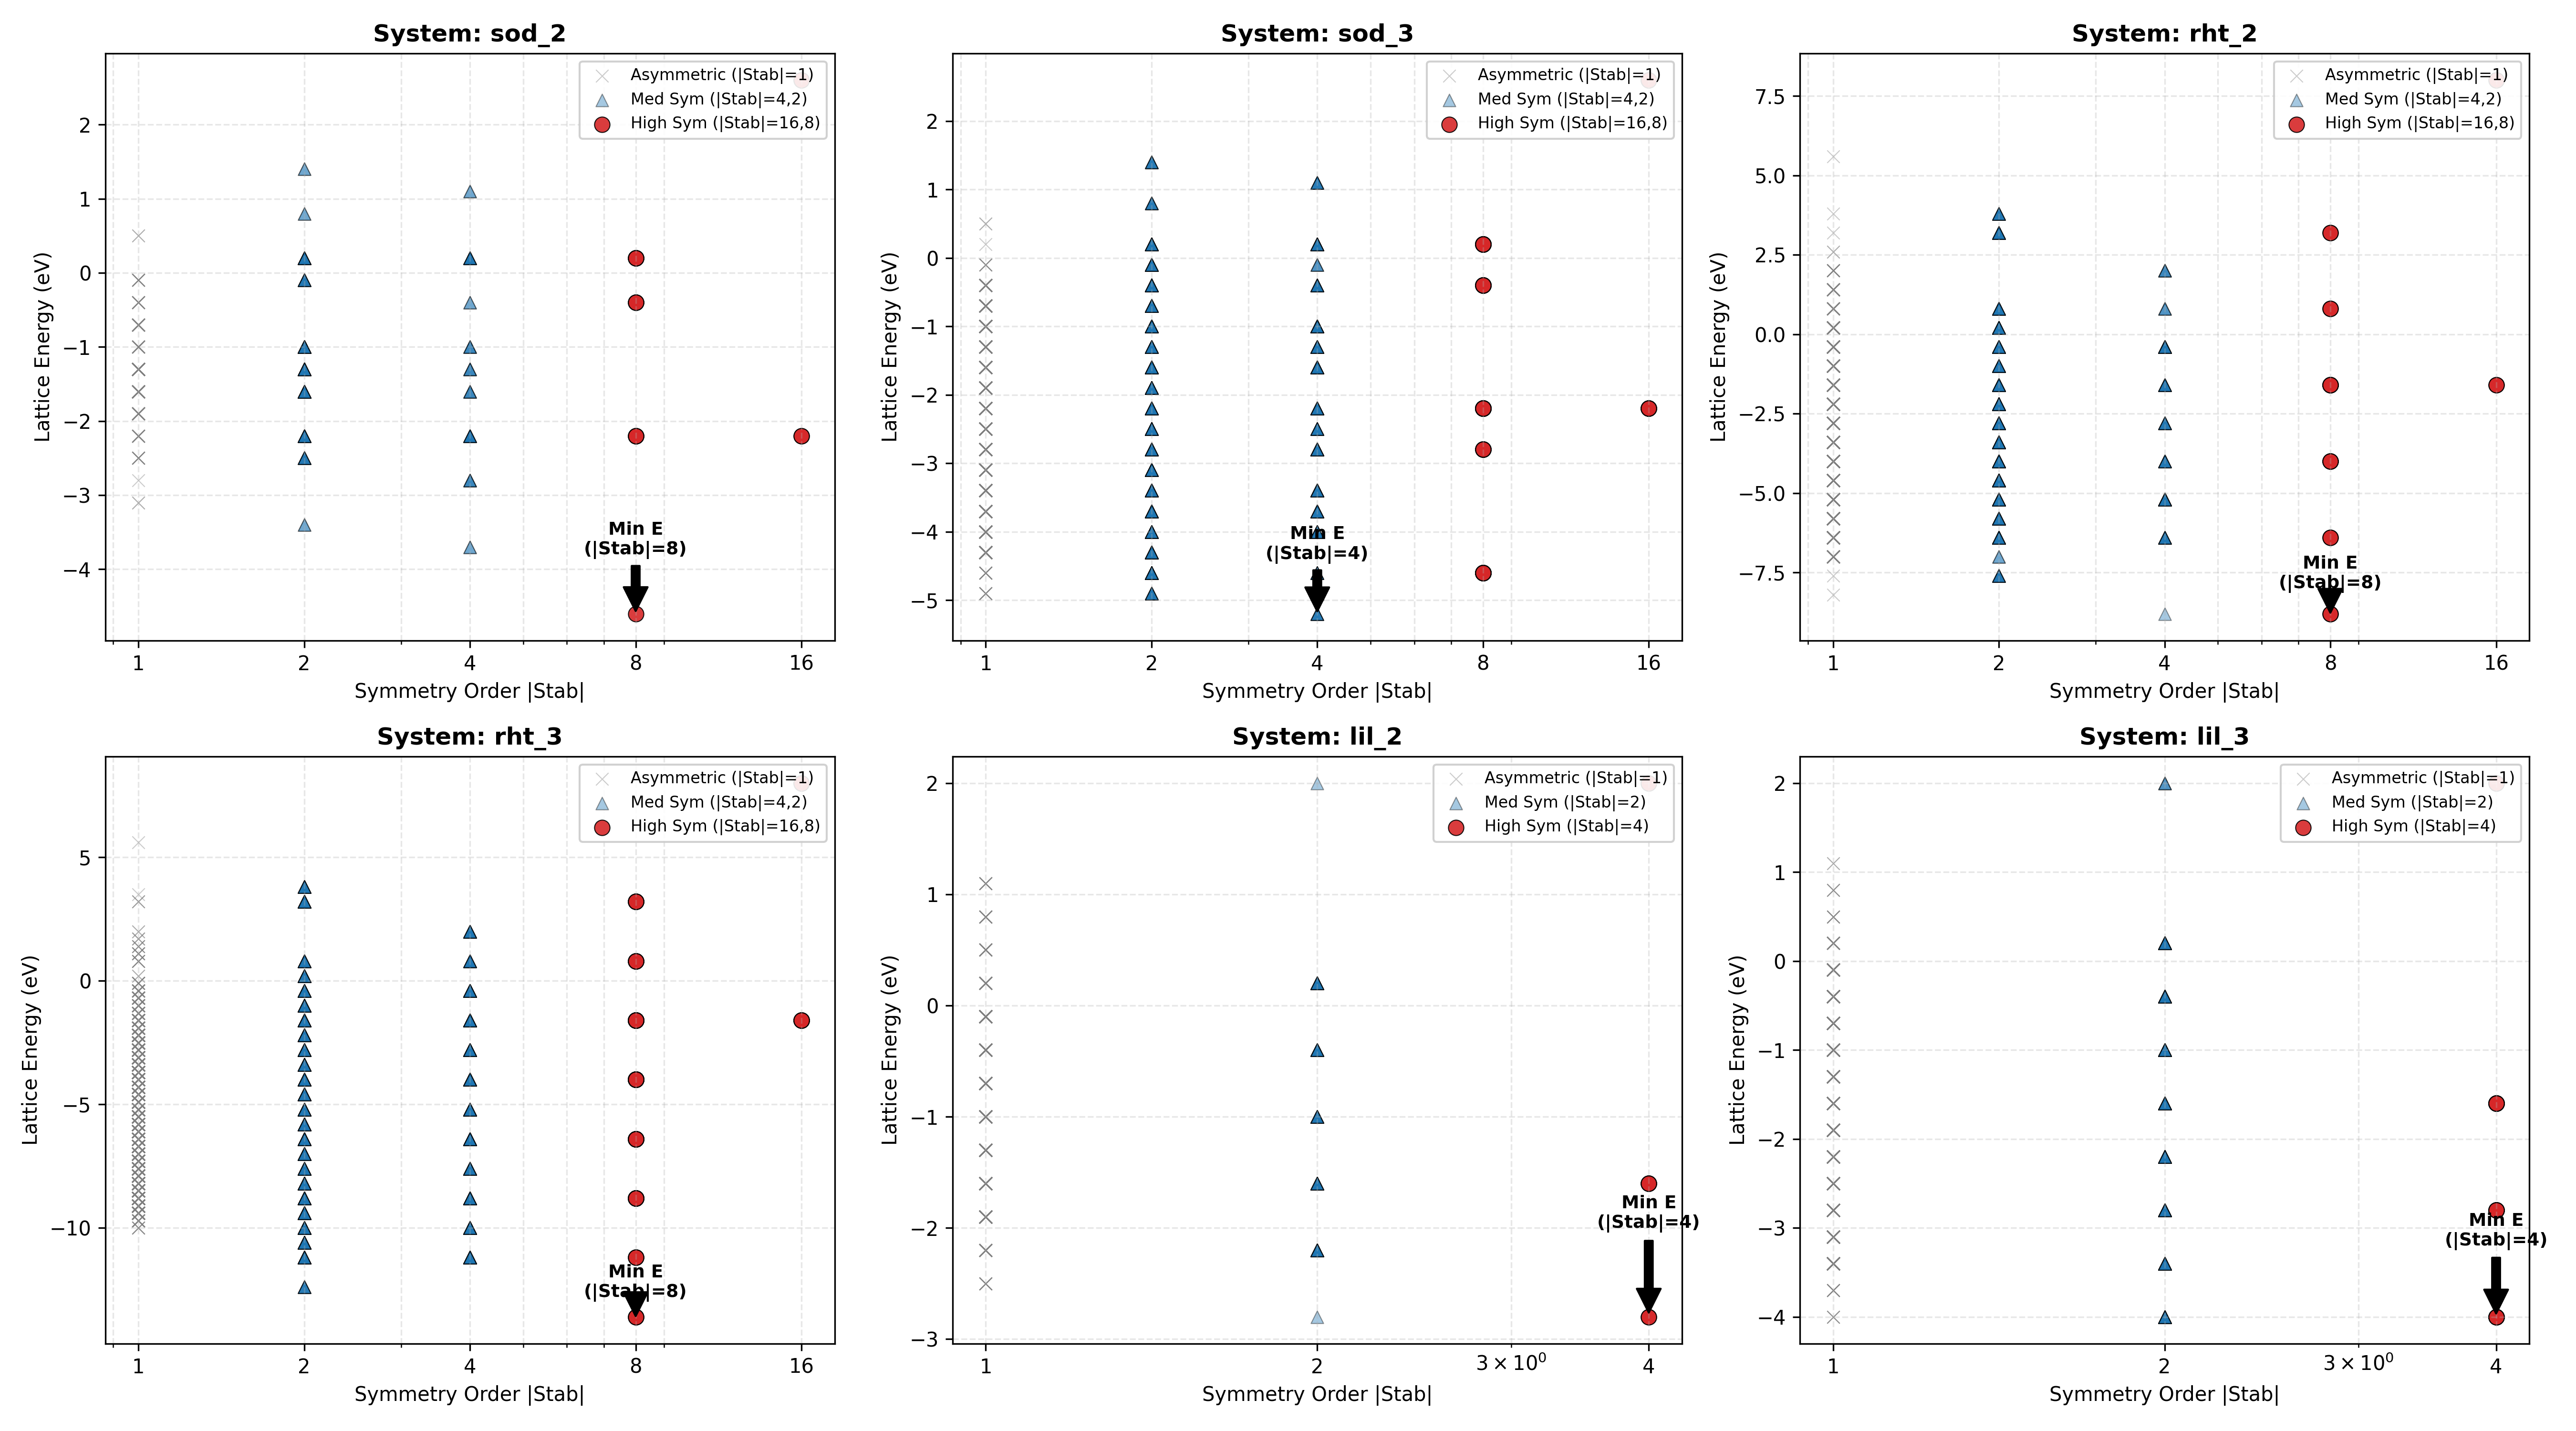 System: sod_2
Lattice Energy (eV)
2
1
0
−1
−2
−3
−4
Asymmetric (|Stab|=1)
Med Sym (|Stab|=4,2)
High Sym (|Stab|=16,8)
Min E
(|Stab|=8)
1 2 4 8 16
Symmetry Order |Stab|
System: sod_3
Lattice Energy (eV)
2
1
0
−1
−2
−3
−4
−5
Asymmetric (|Stab|=1)
Med Sym (|Stab|=4,2)
High Sym (|Stab|=16,8)
Min E
(|Stab|=4)
1 2 4 8 16
Symmetry Order |Stab|
System: rht_2
Lattice Energy (eV)
7.5
5.0
2.5
0.0
−2.5
−5.0
−7.5
Asymmetric (|Stab|=1)
Med Sym (|Stab|=4,2)
High Sym (|Stab|=16,8)
Min E
(|Stab|=8)
1 2 4 8 16
Symmetry Order |Stab|
System: rht_3
Lattice Energy (eV)
5
0
−5
−10
Asymmetric (|Stab|=1)
Med Sym (|Stab|=4,2)
High Sym (|Stab|=16,8)
Min E
(|Stab|=8)
1 2 4 8 16
Symmetry Order |Stab|
System: lil_2
Lattice Energy (eV)
2
1
0
−1
−2
−3
Asymmetric (|Stab|=1)
Med Sym (|Stab|=2)
High Sym (|Stab|=4)
Min E
(|Stab|=4)
1 2 3 × 10⁰ 4
Symmetry Order |Stab|
System: lil_3
Lattice Energy (eV)
2
1
0
−1
−2
−3
−4
Asymmetric (|Stab|=1)
Med Sym (|Stab|=2)
High Sym (|Stab|=4)
Min E
(|Stab|=4)
1 2 3 × 10⁰ 4
Symmetry Order |Stab|